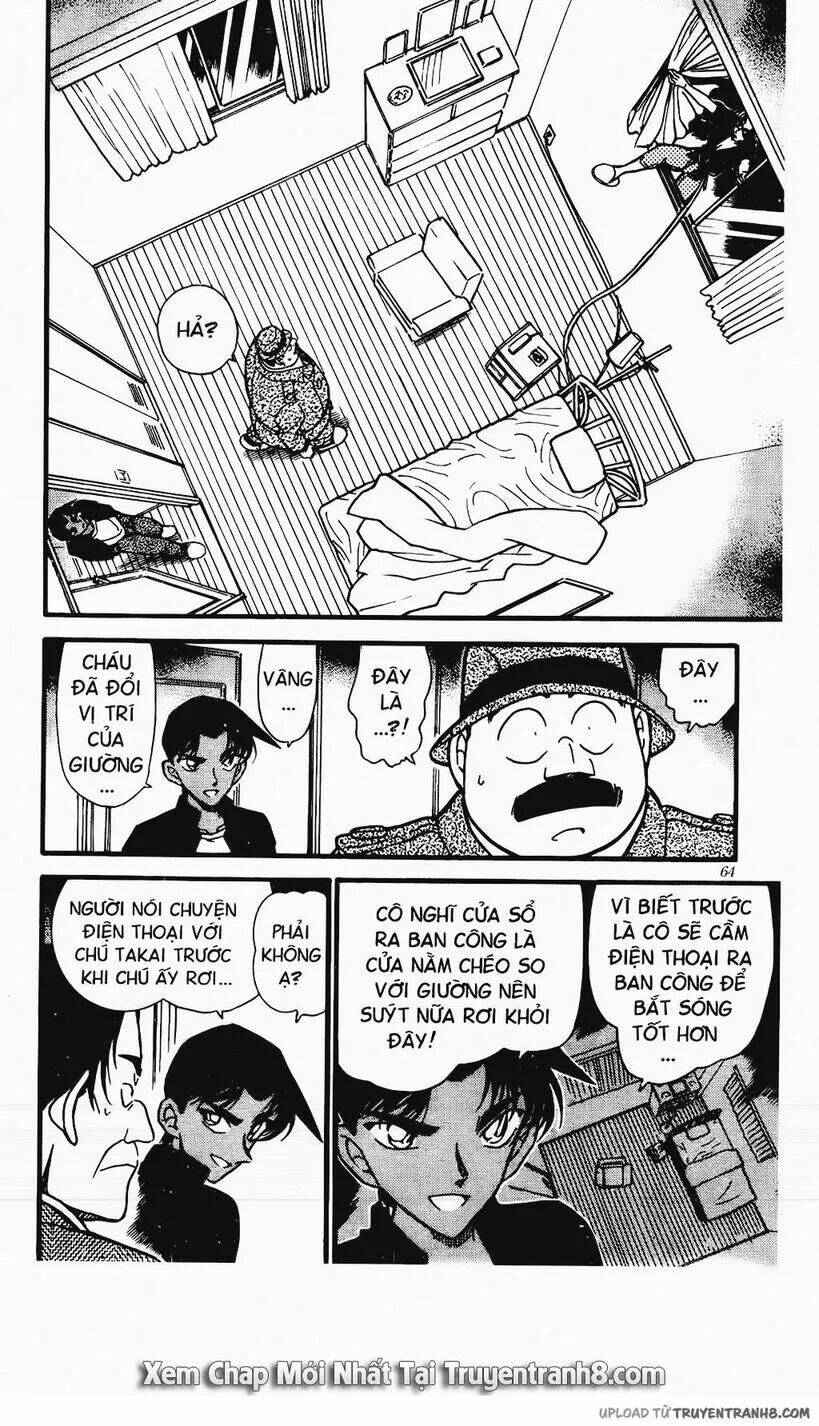 HẢ?
ĐÂY
...
ĐÂY
LÀ
...?!
VÂNG
...
CHÁU
ĐÃ ĐỔI
VỊ TRÍ
CỦA
GIƯỜNG
...
64
VÌ BIẾT TRƯỚC
LÀ CÔ SẼ CẦM
ĐIỆN THOẠI RA
BAN CÔNG ĐỂ
BẮT SÓNG
TỐT HƠN
...
CÔ NGHĨ CỬA SỔ
RA BAN CÔNG LÀ
CỬA NẰM CHÉO SO
VỚI GIƯỜNG NÊN
SUÝT NỮA RƠI KHỎI
ĐÂY!
PHẢI
KHÔNG
Ạ?
NGƯỜI NÓI CHUYỆN
ĐIỆN THOẠI VỚI
CHÚ TAKAI TRƯỚC
KHI CHÚ ẤY RƠI...
Xem Chap Mới Nhất Tại Truyentranh8.com
UPLOAD TỪ TRUYENTRANH8.COM